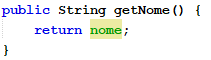 public String getNome() {
    return nome;
}